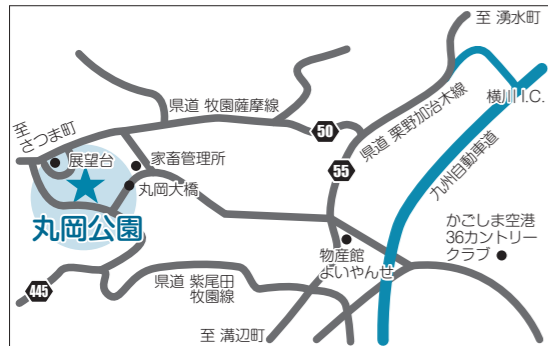 至 湧水町
横川 I.C.
県道 牧園薩摩線
50
県道 栗野加治木線
至
さつま町
展望台
家畜管理所
55
九州自動車道
丸岡大橋
丸岡公園
かごしま空港
36カントリー
クラブ
物産館
よいやんせ
県道 紫尾田
牧園線
445
至 溝辺町